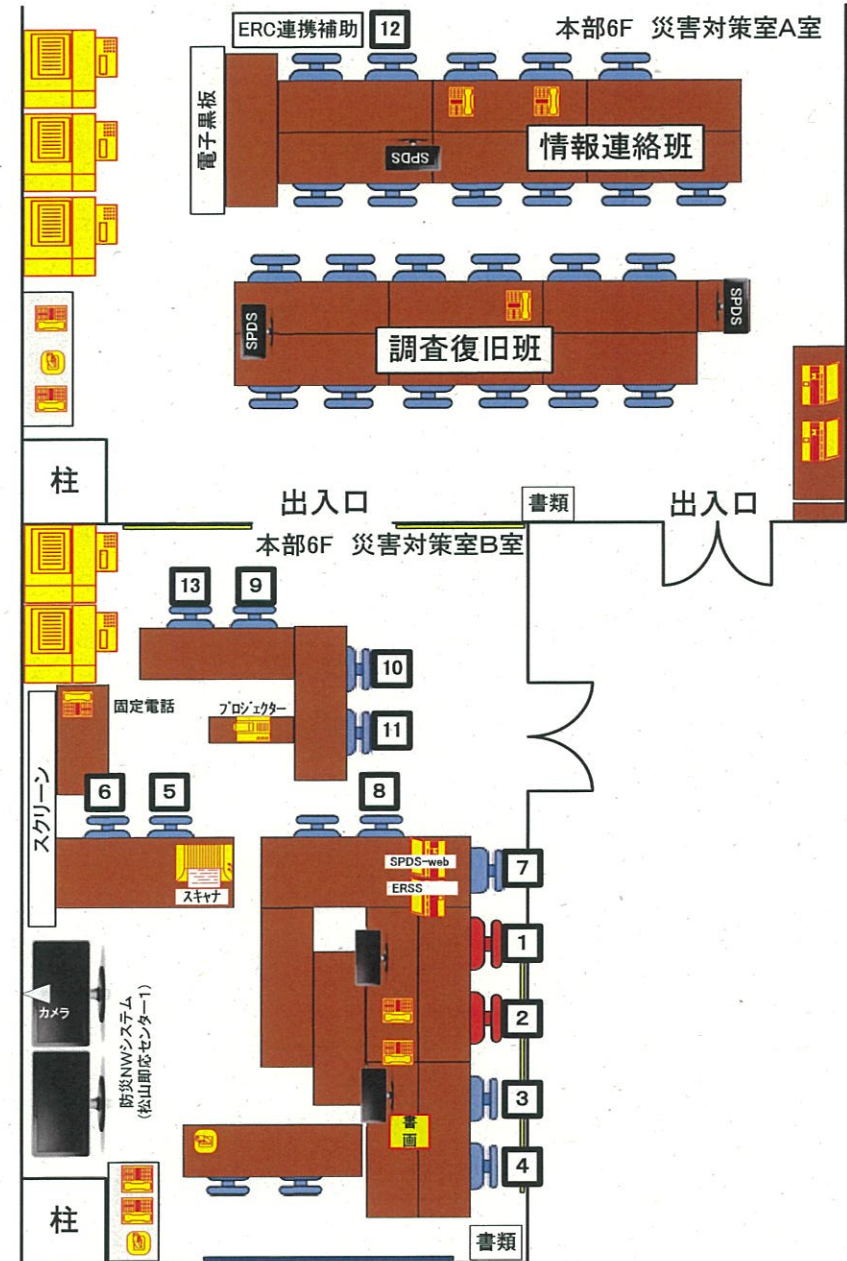 ERC連携補助
12
本部6F 災害対策室A室
電子黒板
SPDS
情報連絡班
SPDS
調査復旧班
SPDS
柱
出入口
書類
出入口
本部6F 災害対策室B室
13
9
10
固定電話
プロジェクター
11
スクリーン
6
5
8
スキャナ
SPDS-web
ERSS
7
1
2
カメラ
防災NWシステム
(松山即応センター1)
3
書
画
4
柱
書類